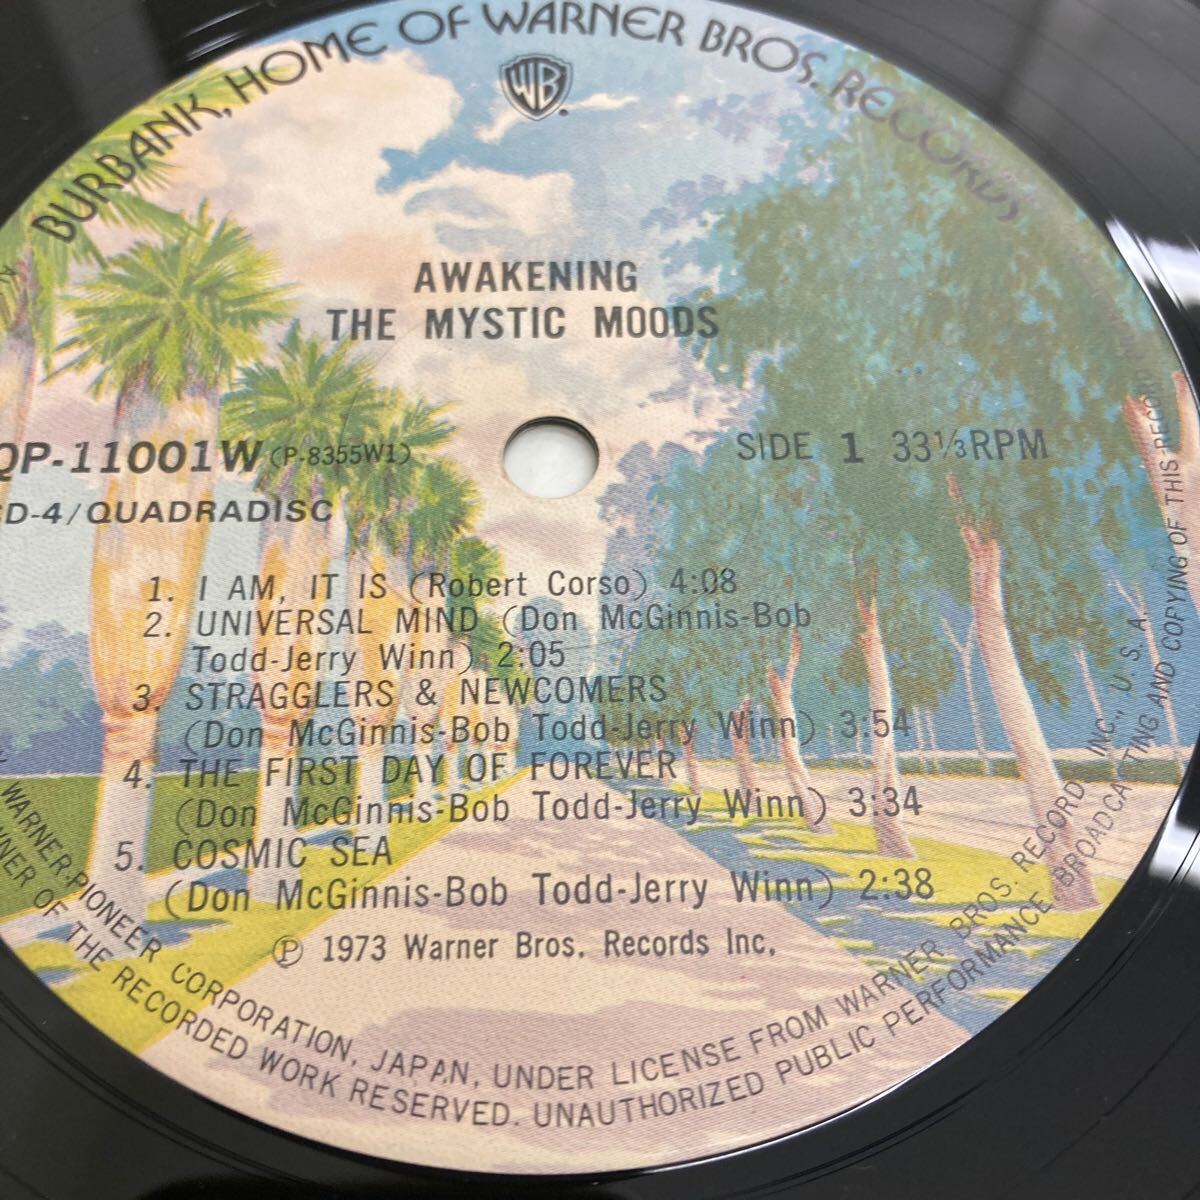 BURBANK, HOME OF WARNER BROS. RECORDS
WB
AWAKENING
THE MYSTIC MOODS
QP-11001W (P-8355W1)
CD-4/QUADRADISC
SIDE 1 33⅓ RPM
1. I AM, IT IS (Robert Corso) 4:08
2. UNIVERSAL MIND (Don McGinnis-Bob
Todd-Jerry Winn) 2:05
3. STRAGGLERS & NEWCOMERS
(Don McGinnis-Bob Todd-Jerry Winn) 3:54
4. THE FIRST DAY OF FOREVER
(Don McGinnis-Bob Todd-Jerry Winn) 3:34
5. COSMIC SEA
(Don McGinnis-Bob Todd-Jerry Winn) 2:38
Ⓟ 1973 Warner Bros. Records Inc.
WARNER-PIONEER CORPORATION, JAPAN, UNDER LICENSE FROM WARNER BROS. RECORD INC., U. S. A.
OF THE RECORDED WORK RESERVED. UNAUTHORIZED PUBLIC PERFORMANCE, BROADCASTING AND COPYING OF THIS RECORD